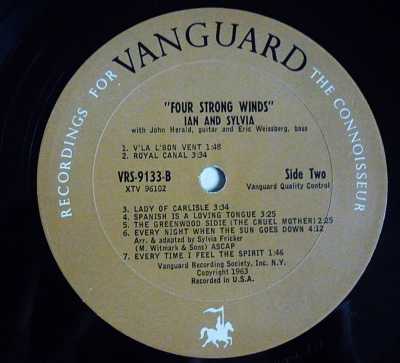 RECORDINGS FOR VANGUARD THE CONNOISSEUR
"FOUR STRONG WINDS"
IAN AND SYLVIA
with John Herald, guitar and Eric Weissberg, bass
1. V'LA L'BON VENT 1:48
2. ROYAL CANAL 3:34
VRS-9133-B
XTV 96102
Side Two
Vanguard Quality Control
3. LADY OF CARLISLE 3:34
4. SPANISH IS A LOVING TONGUE 3:25
5. THE GREENWOOD SIDIE (THE CRUEL MOTHER) 2:25
6. EVERY NIGHT WHEN THE SUN GOES DOWN 4:12
Arr. & adapted by Sylvia Fricker
(M. Witmark & Sons) ASCAP
7. EVERY TIME I FEEL THE SPIRIT 1:46
Vanguard Recording Society, Inc. N.Y.
Copyright 1963
Recorded in U.S.A.